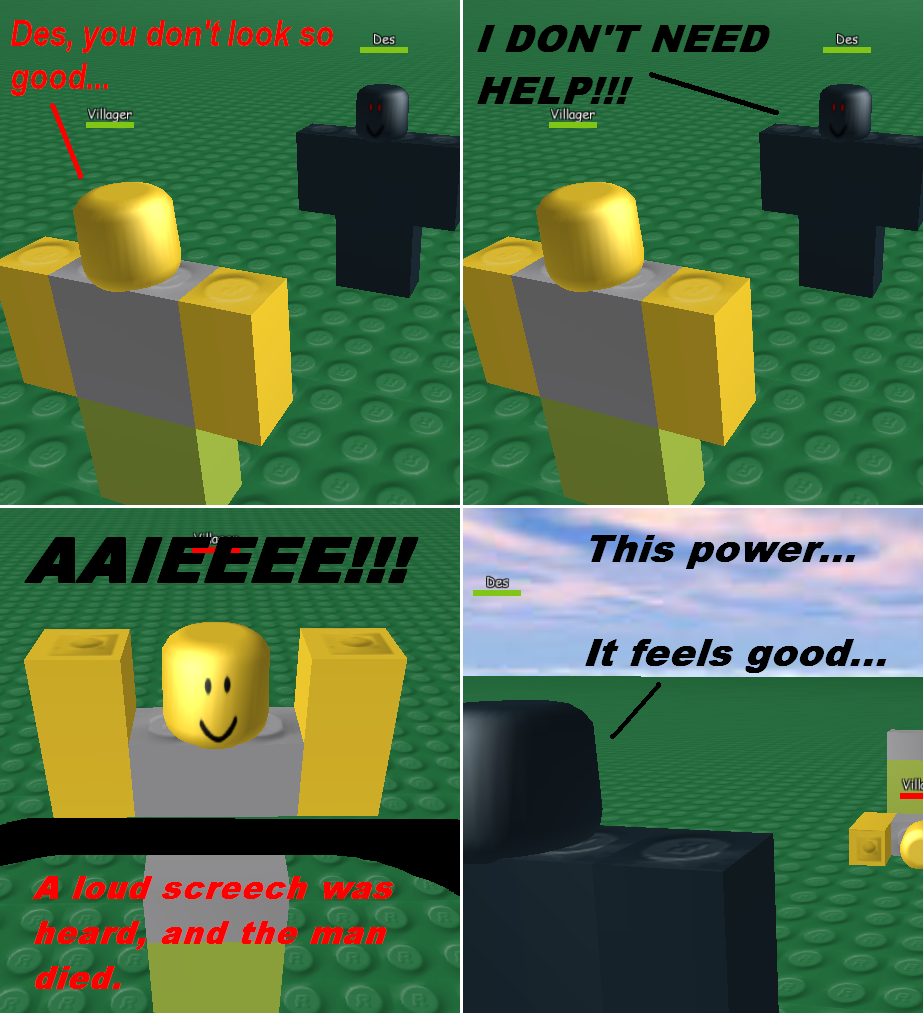 Des, you don't look so
good...
Des
Villager
I DON'T NEED
HELP!!!
Des
Villager
Villager
AAIEEEE!!!
A loud screech was
heard, and the man
died.
This power...
Des
It feels good...
Vill